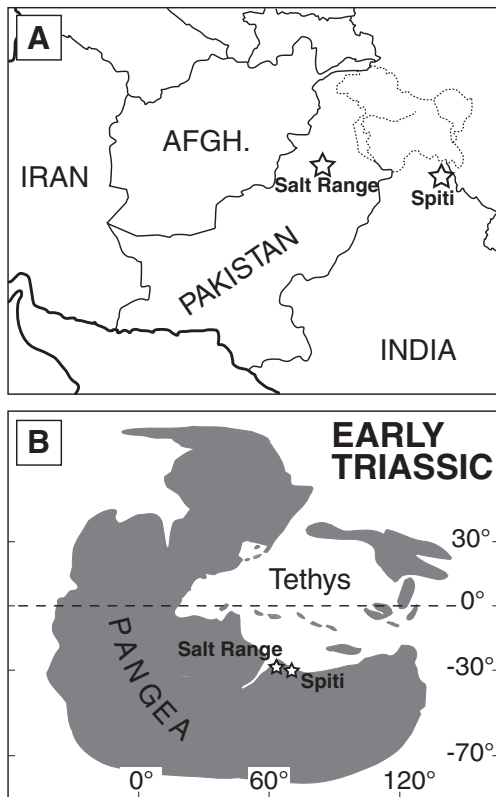 A
AFGH.
IRAN
Salt Range
Spiti
PAKISTAN
INDIA
B
EARLY
TRIASSIC
30°
Tethys
0°
PANGEA
Salt Range
-30°
Spiti
-70°
0°
60°
120°